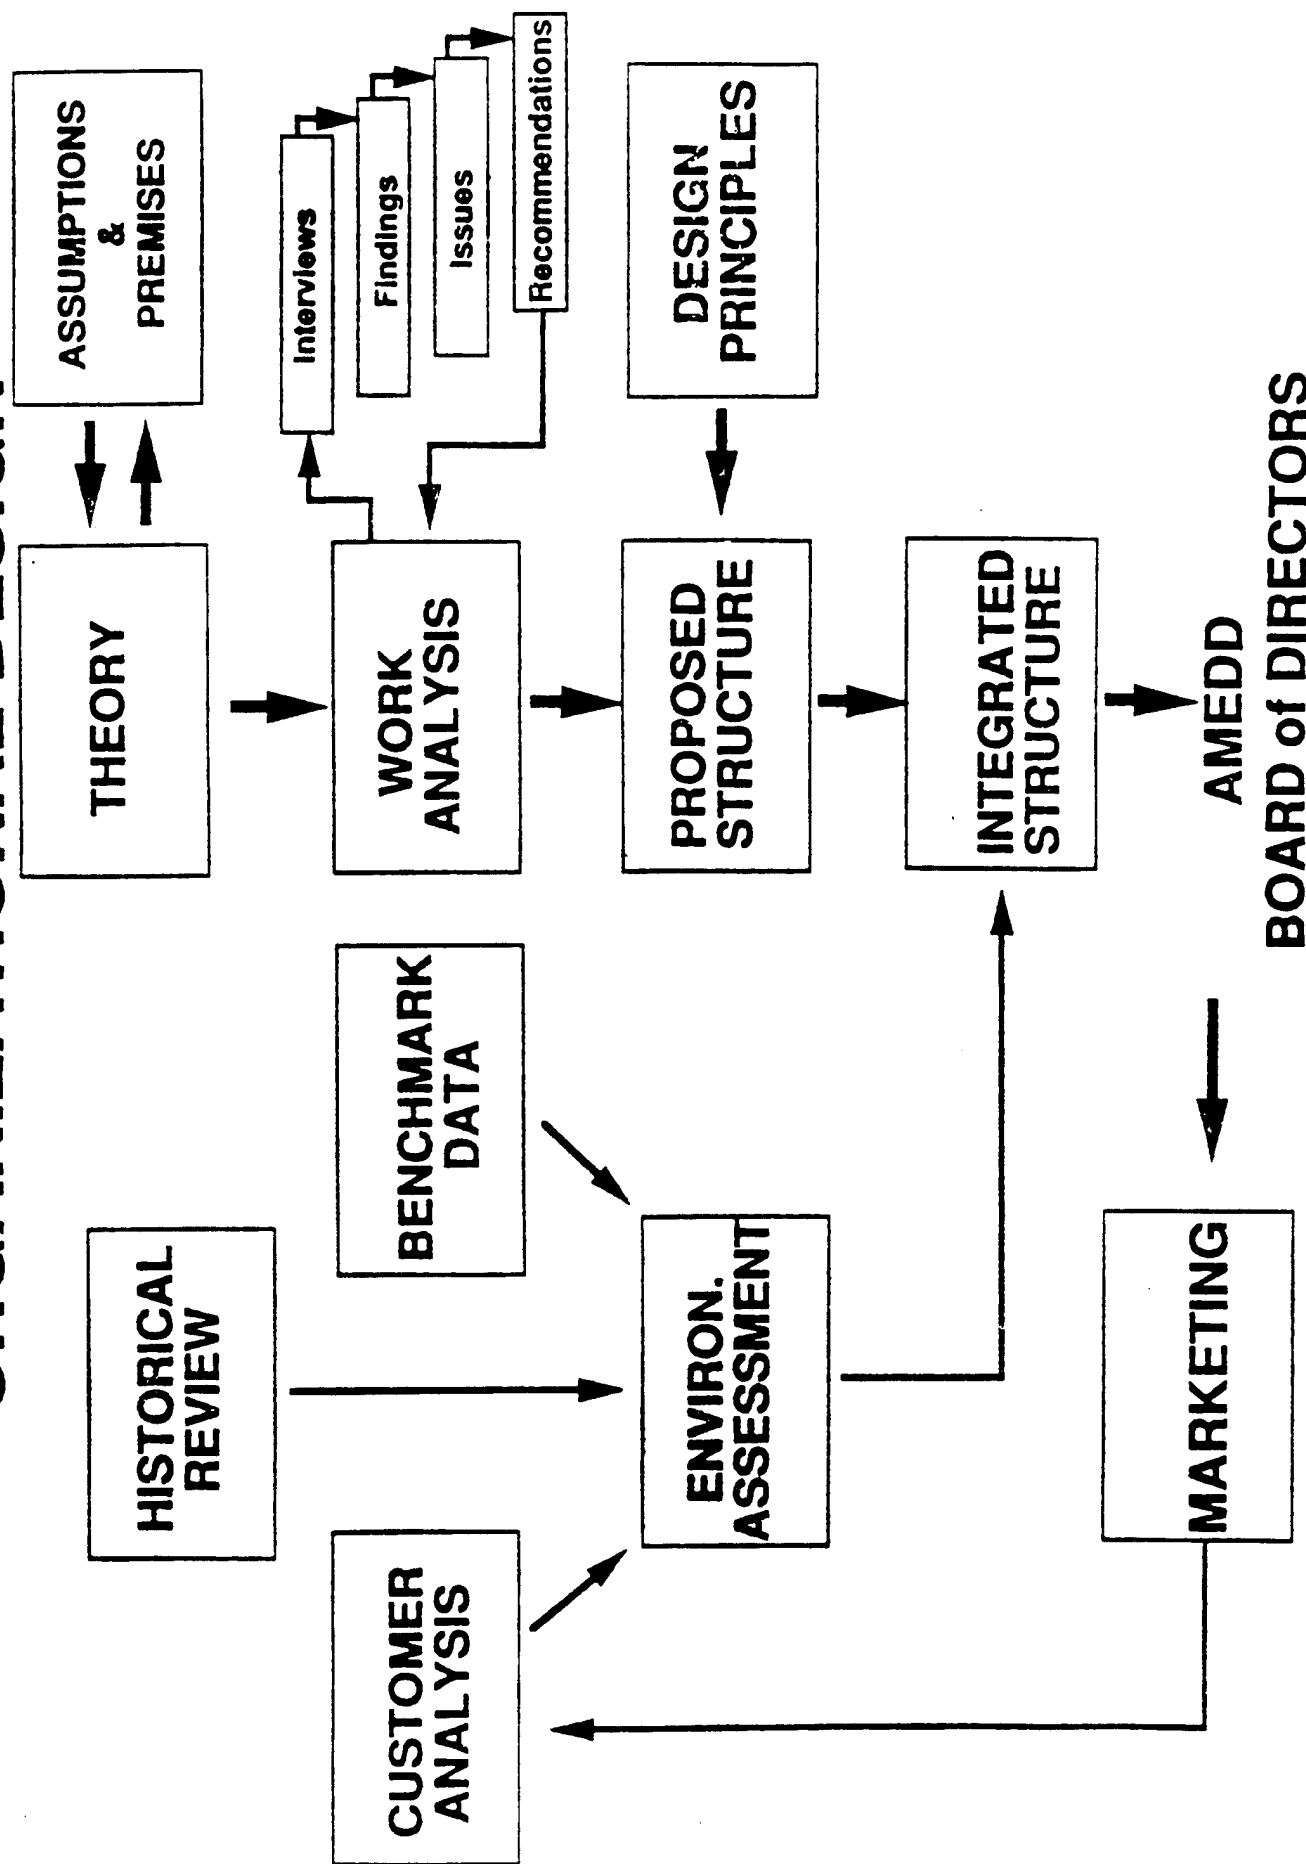 ASSUMPTIONS
&
PREMISES
THEORY
HISTORICAL
REVIEW
Interviews
Findings
Issues
Recommendations
CUSTOMER
ANALYSIS
BENCHMARK
DATA
WORK
ANALYSIS
ENVIRON.
ASSESSMENT
PROPOSED
STRUCTURE
DESIGN
PRINCIPLES
INTEGRATED
STRUCTURE
MARKETING
AMEDD
BOARD of DIRECTORS